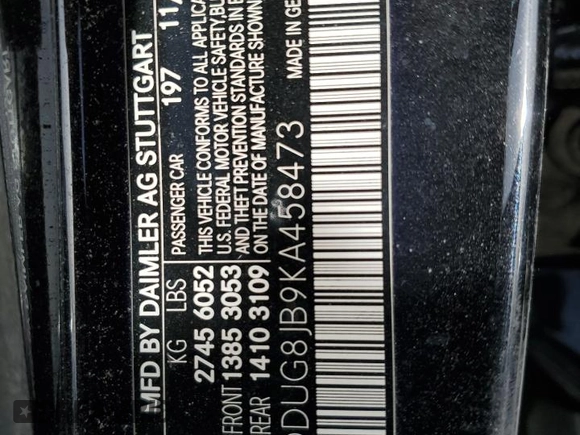 MFD BY DAIMLER AG STUTTGART
197 11/
KG LBS PASSENGER CAR
2745 6052
FRONT 1385 3053
REAR 1410 3109
THIS VEHICLE CONFORMS TO ALL APPLICA
U.S. FEDERAL MOTOR VEHICLE SAFETY, BU
AND THEFT PREVENTION STANDARDS IN E
ON THE DATE OF MANUFACTURE SHOWN
MADE IN GE
DUG8JB9KA458473